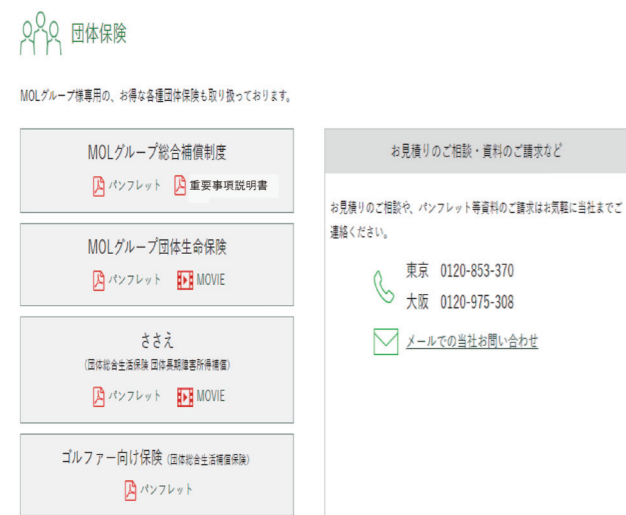 団体保険
MOLグループ様専用の、お得な各種団体保険も取り扱っております。
MOLグループ総合補償制度
パンフレット 重要事項説明書
MOLグループ団体生命保険
パンフレット MOVIE
ささえ
(団体総合生活保険 団体長期障害所得補償)
パンフレット MOVIE
ゴルファー向け保険 (団体総合生活補償保険)
パンフレット
お見積りのご相談・資料のご請求など
お見積りのご相談や、パンフレット等資料のご請求はお気軽に当社までご
連絡ください。
東京 0120-853-370
大阪 0120-975-308
メールでの当社お問い合わせ